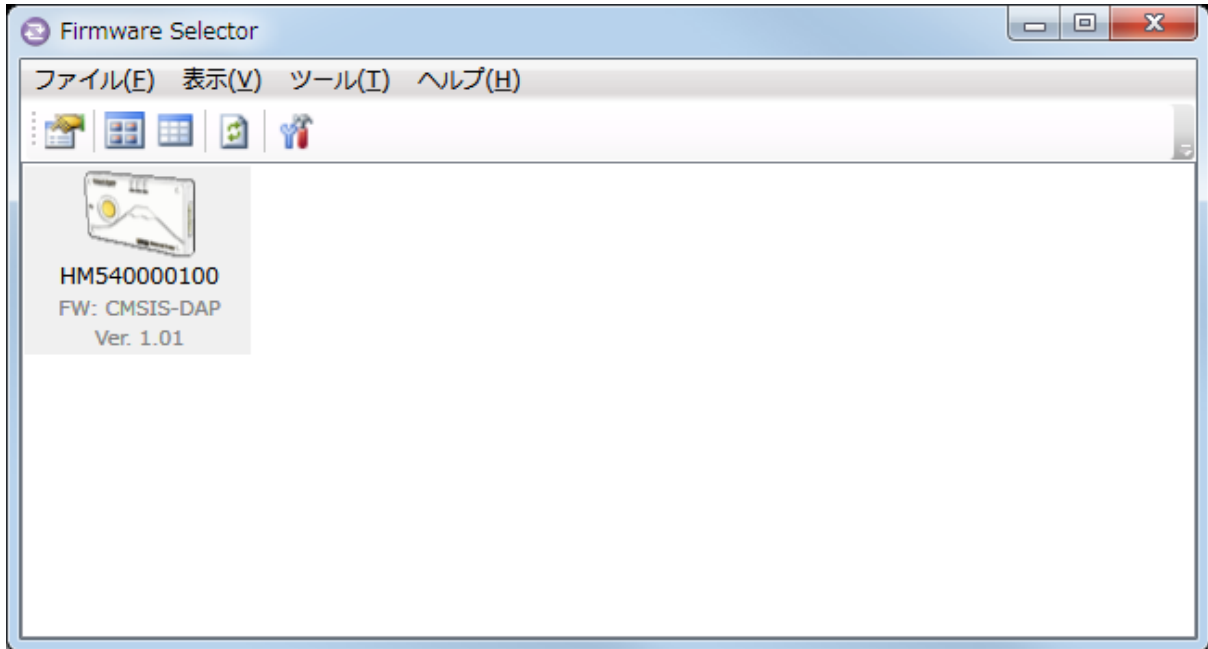 Firmware Selector
ファイル(F) 表示(V) ツール(T) ヘルプ(H)
HM540000100
FW: CMSIS-DAP
Ver. 1.01